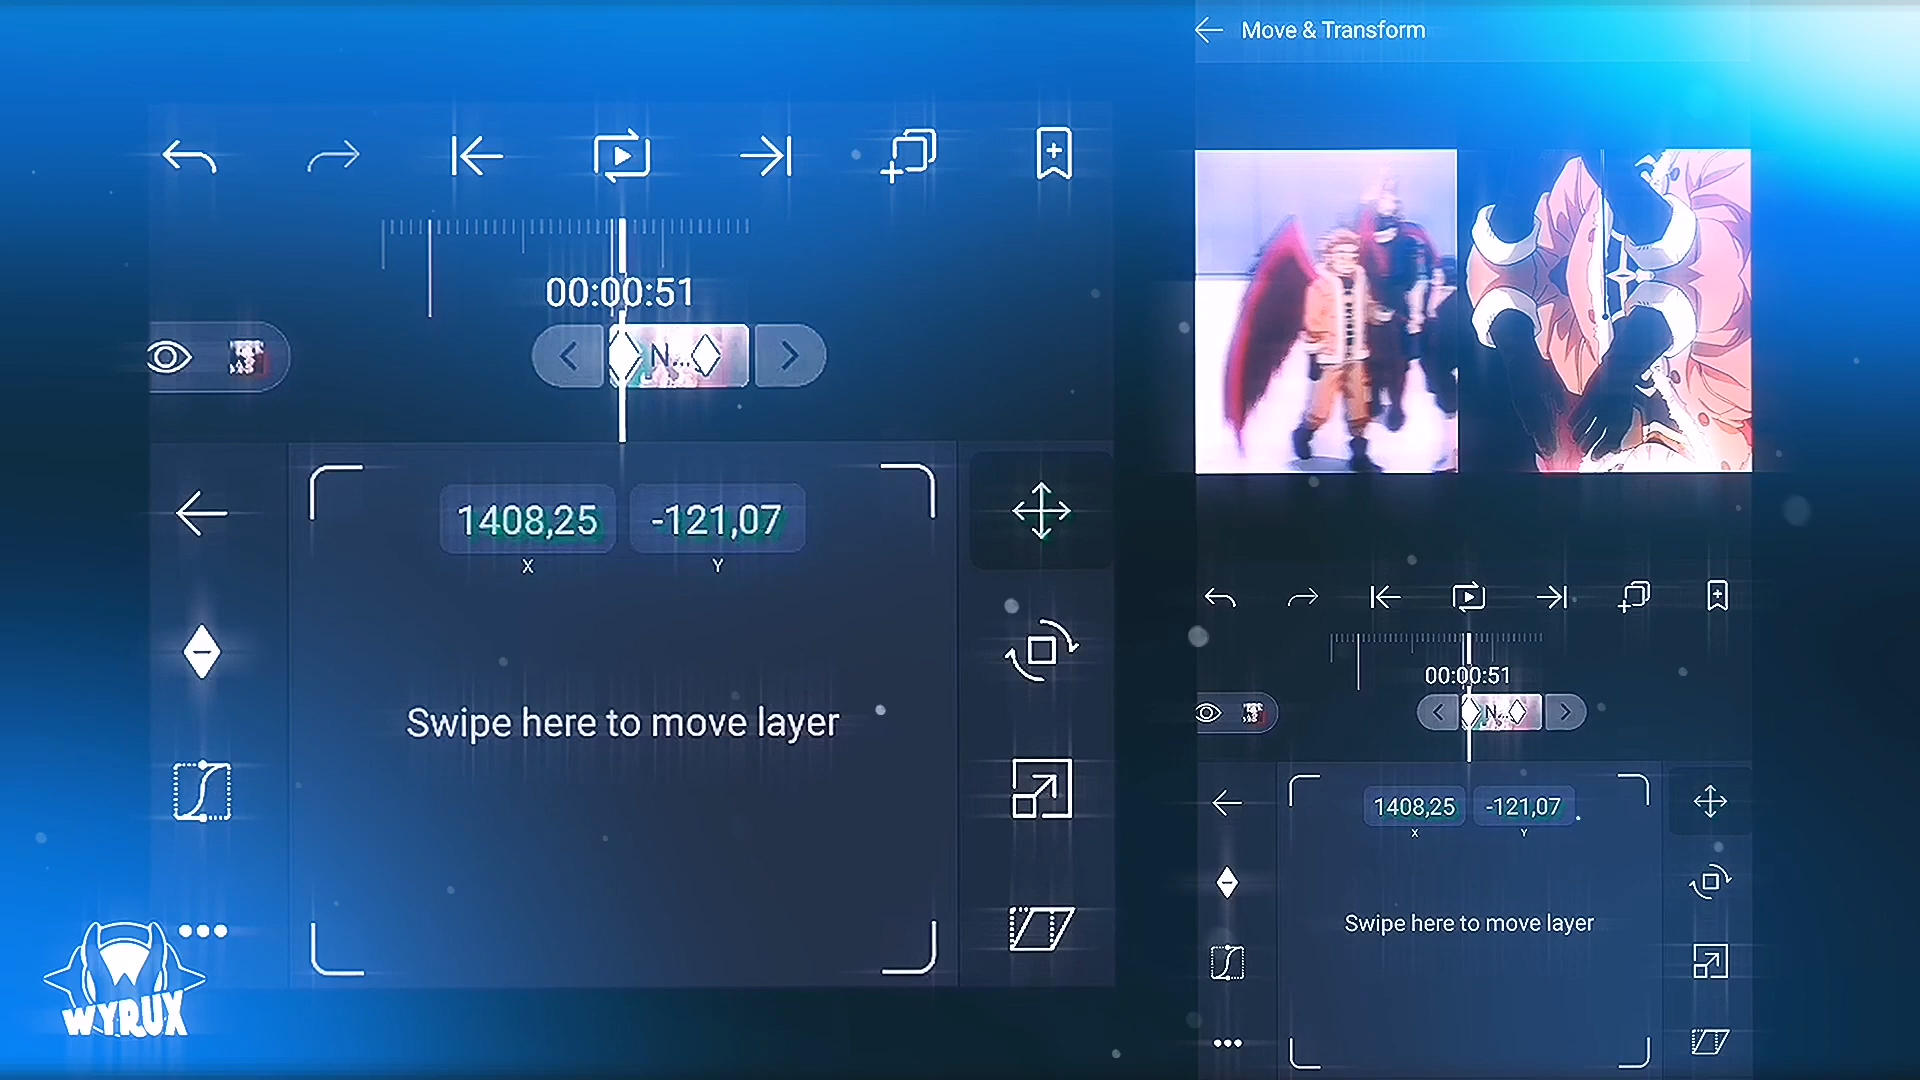 00:00:51
N...
1408,25 -121,07
X Y
Swipe here to move layer
WYRUX
Move & Transform
00:00:51
N...
1408,25 -121,07
X Y
Swipe here to move layer